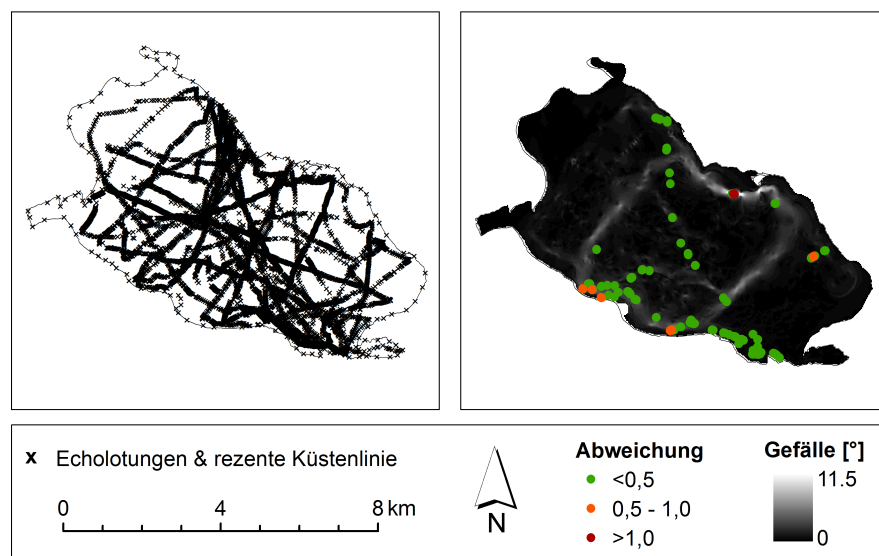 x Echolotungen & rezente Küstenlinie
0 4 8 km
N
Abweichung
<0,5
0,5 - 1,0
>1,0
Gefälle [°]
11.5
0